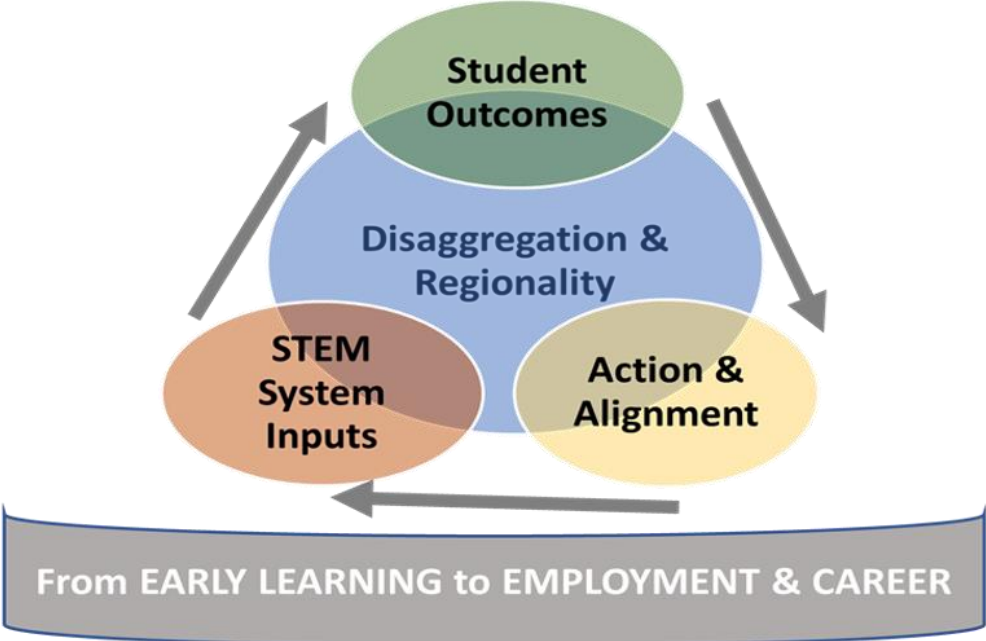 Student
Outcomes
Disaggregation &
Regionality
STEM
System
Inputs
Action &
Alignment
From EARLY LEARNING to EMPLOYMENT & CAREER